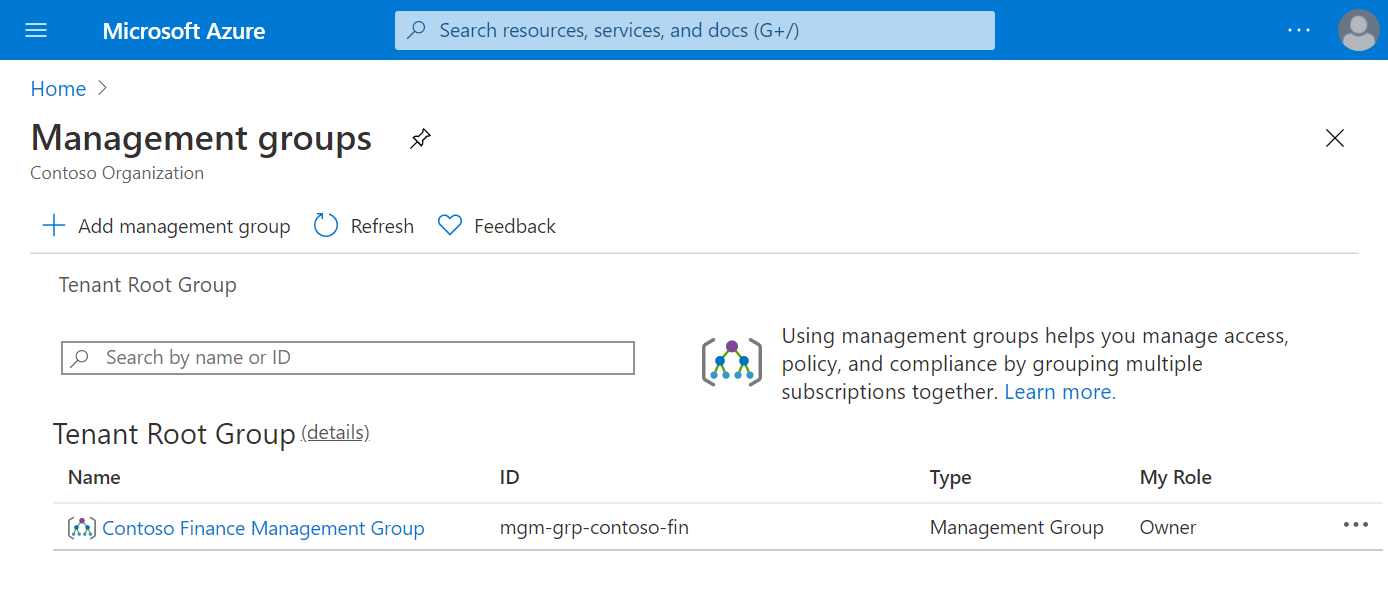 Microsoft Azure
Search resources, services, and docs (G+/)
Home
Management groups
Contoso Organization
Add management group Refresh Feedback
Tenant Root Group
Search by name or ID
Using management groups helps you manage access,
policy, and compliance by grouping multiple
subscriptions together. Learn more.
Tenant Root Group (details)
Name ID Type My Role
Contoso Finance Management Group mgm-grp-contoso-fin Management Group Owner